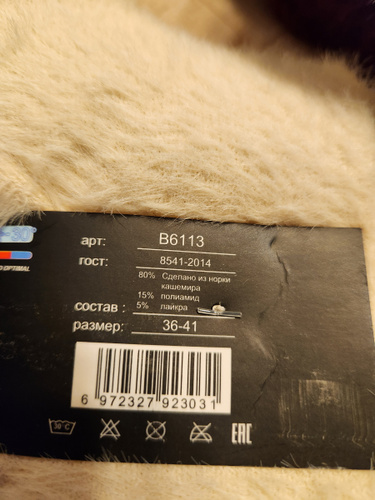 арт: B6113
гост: 8541-2014
80% Сделано из норки
кашемира
15% полиамид
состав : 5% лайкра
размер: 36-41
6 972327 923031
30°C
EAC